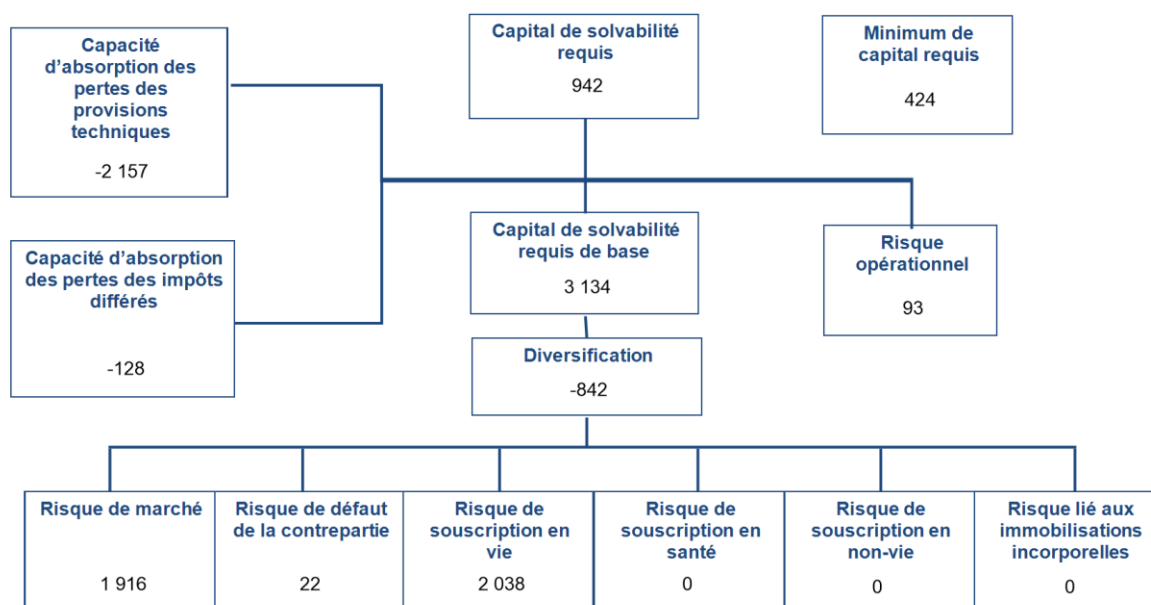 Capacité
d'absorption des
pertes des
provisions
techniques
-2 157
Capital de solvabilité
requis
942
Minimum de
capital requis
424
Capacité d'absorption
des pertes des impôts
différés
-128
Capital de solvabilité
requis de base
3 134
Risque
opérationnel
93
Diversification
-842
Risque de marché
1 916
Risque de défaut
de la contrepartie
22
Risque de
souscription en
vie
2 038
Risque de
souscription en
santé
0
Risque de
souscription en
non-vie
0
Risque lié aux
immobilisations
incorporelles
0